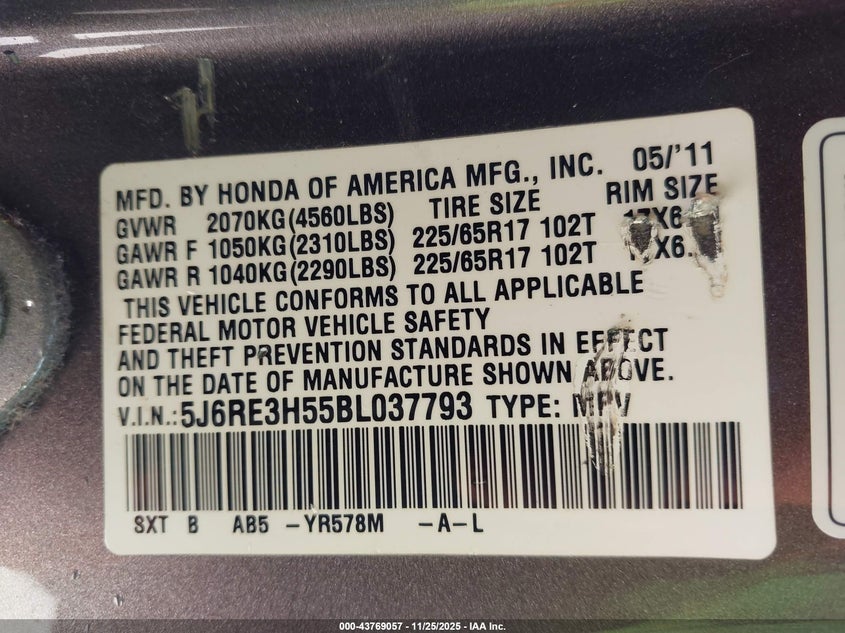 MFD. BY HONDA OF AMERICA MFG., INC. 05/'11
GVWR 2070KG(4560LBS) TIRE SIZE RIM SIZE
GAWR F 1050KG(2310LBS) 225/65R17 102T 17X6
GAWR R 1040KG(2290LBS) 225/65R17 102T X6.
THIS VEHICLE CONFORMS TO ALL APPLICABLE
FEDERAL MOTOR VEHICLE SAFETY
AND THEFT PREVENTION STANDARDS IN EFFECT
ON THE DATE OF MANUFACTURE SHOWN ABOVE.
V.I.N.:5J6RE3H55BL037793 TYPE: MPV
SXT B AB5 -YR578M -A-L
000-43769057 - 11/25/2025 - IAA Inc.